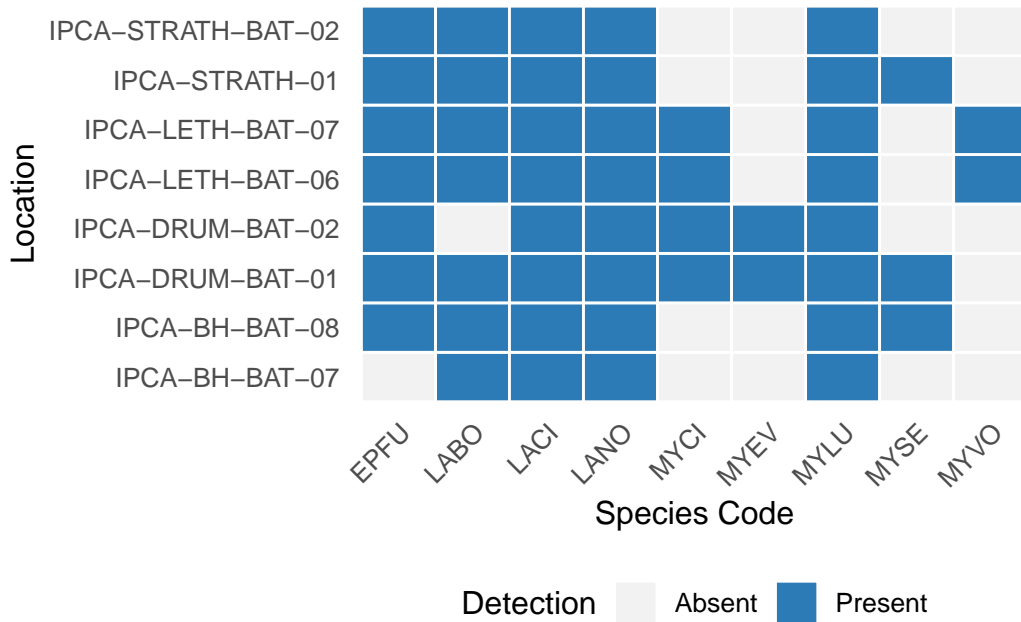 IPCA−STRATH−BAT−02
IPCA−STRATH−01
IPCA−LETH−BAT−07
IPCA−LETH−BAT−06
IPCA−DRUM−BAT−02
IPCA−DRUM−BAT−01
IPCA−BH−BAT−08
IPCA−BH−BAT−07
Location
EPFU LABO LACI LANO MYCI MYEV MYLU MYSE MYVO
Species Code
Detection Absent Present